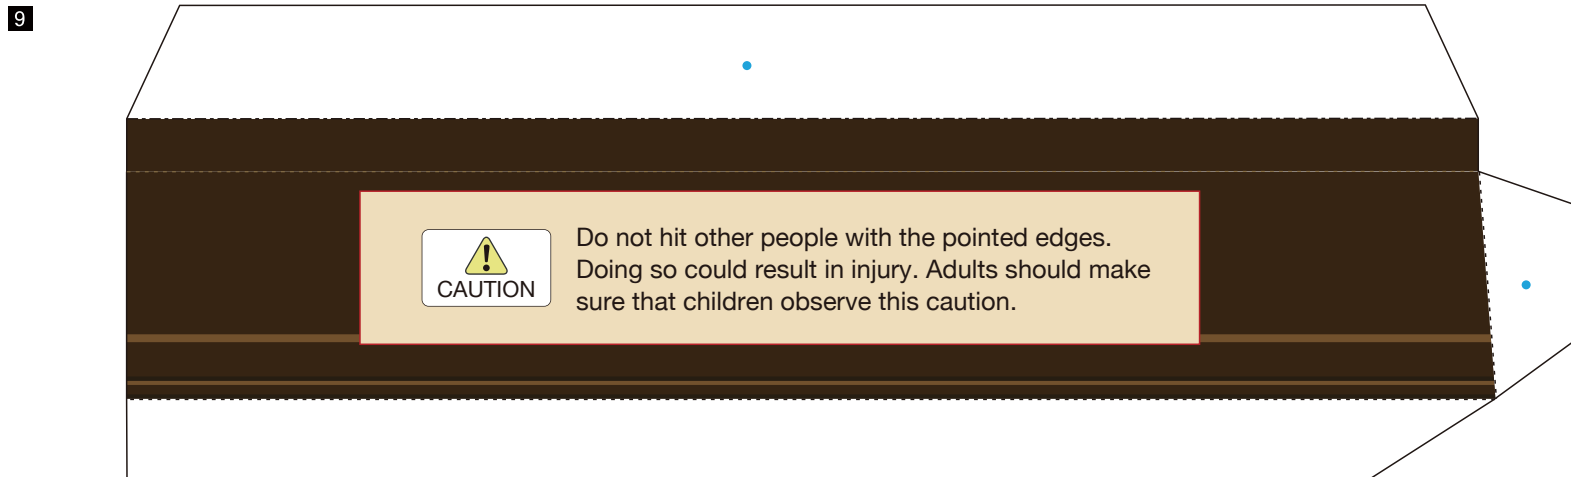 9
Do not hit other people with the pointed edges.
Doing so could result in injury. Adults should make
CAUTION
sure that children observe this caution.